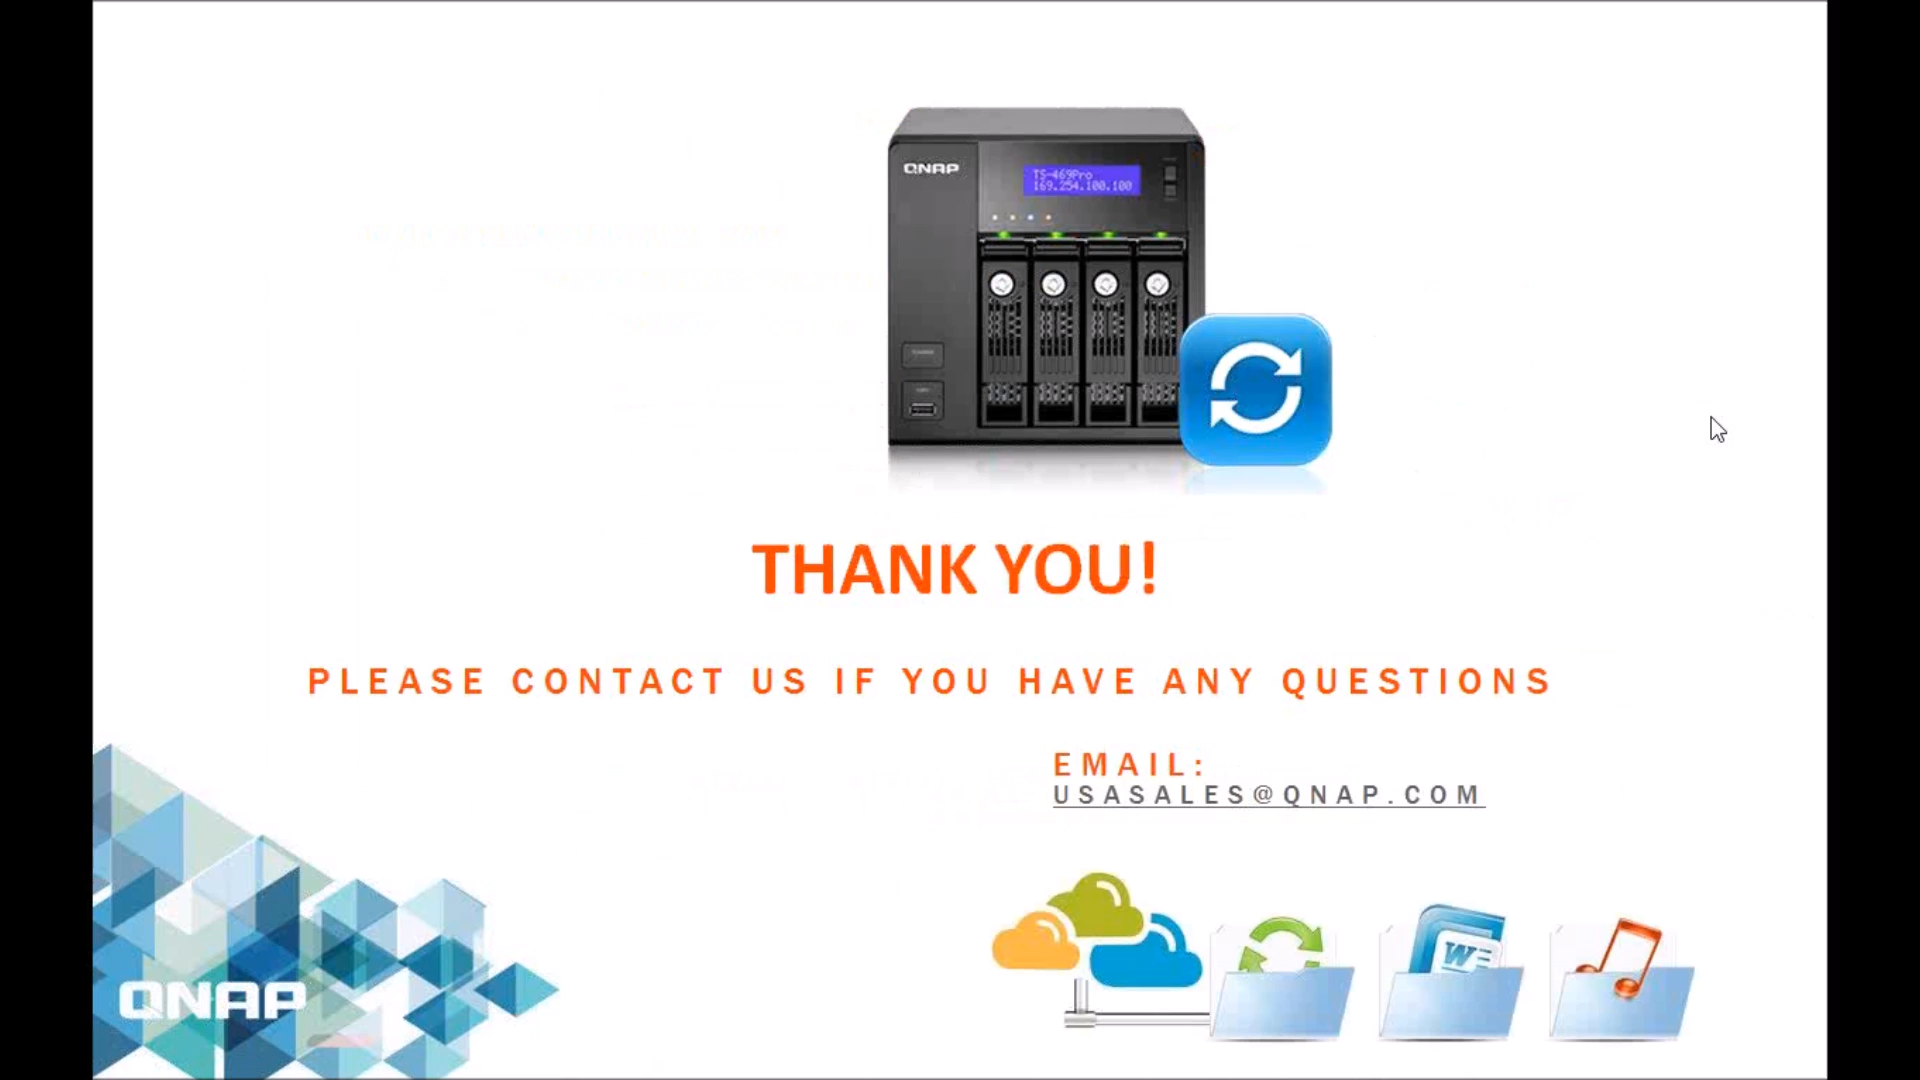 QNAP
TS-469Pro
169.254.100.100
THANK YOU!
PLEASE CONTACT US IF YOU HAVE ANY QUESTIONS
EMAIL:
USASALES@QNAP.COM
W
QNAP